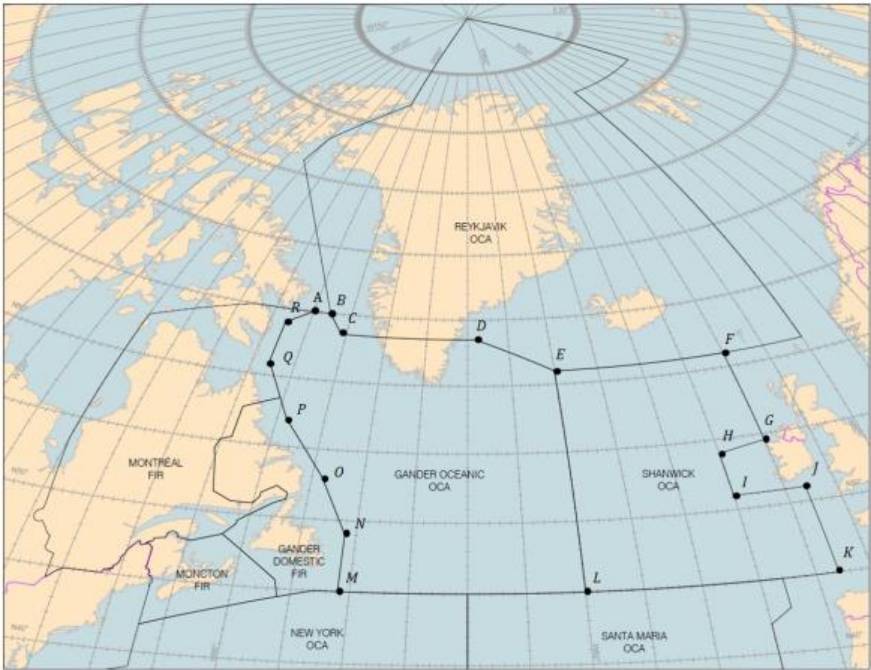 REYKJAVIK
OCA
A
B
R
C
D
F
E
Q
P
G
H
MONTRÉAL
FIR
O
GANDER OCEANIC
OCA
SHANWICK
OCA
I
J
N
GANDER
DOMESTIC
FIR
K
MONCTON
FIR
M
L
NEW YORK
OCA
SANTA MARIA
OCA